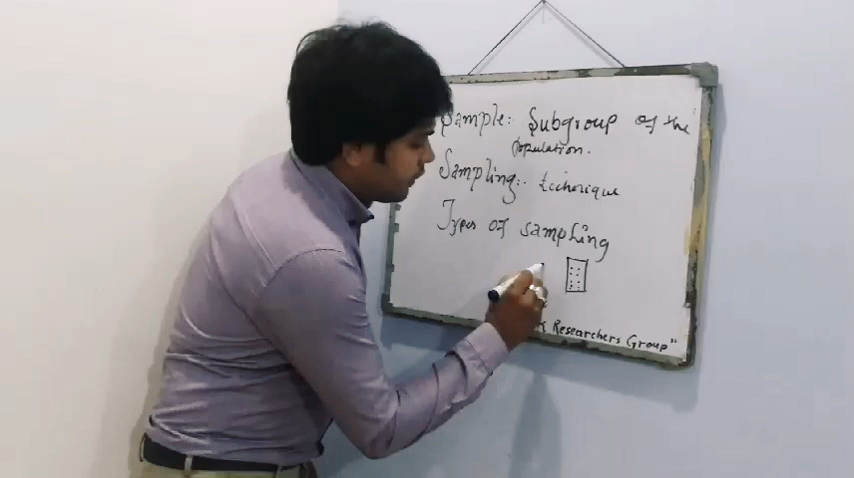 Sample: Subgroup of the
population.
Sampling: technique
Types of sampling
Researchers Group"